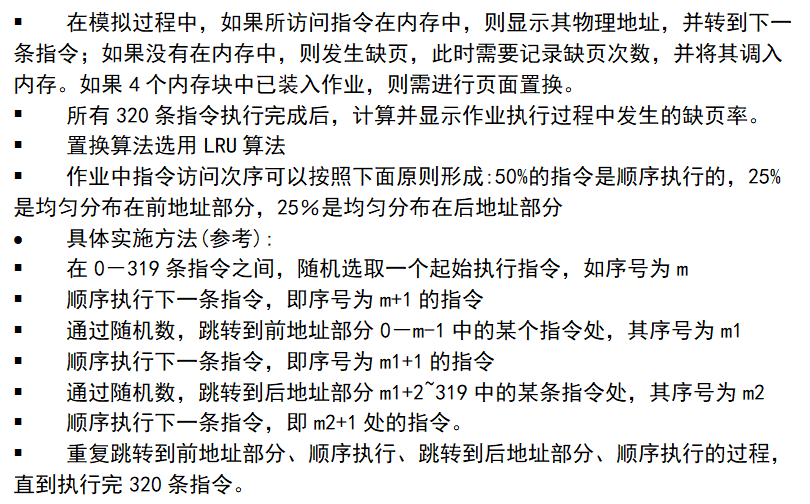 ▪ 在模拟过程中，如果所访问指令在内存中，则显示其物理地址，并转到下一
条指令；如果没有在内存中，则发生缺页，此时需要记录缺页次数，并将其调入
内存。如果 4 个内存块中已装入作业，则需进行页面置换。
▪ 所有 320 条指令执行完成后，计算并显示作业执行过程中发生的缺页率。
▪ 置换算法选用 LRU 算法
▪ 作业中指令访问次序可以按照下面原则形成:50%的指令是顺序执行的，25%
是均匀分布在前地址部分，25％是均匀分布在后地址部分
● 具体实施方法(参考):
▪ 在 0－319 条指令之间，随机选取一个起始执行指令，如序号为 m
▪ 顺序执行下一条指令，即序号为 m+1 的指令
▪ 通过随机数，跳转到前地址部分 0－m-1 中的某个指令处，其序号为 m1
▪ 顺序执行下一条指令，即序号为 m1+1 的指令
▪ 通过随机数，跳转到后地址部分 m1+2~319 中的某条指令处，其序号为 m2
▪ 顺序执行下一条指令，即 m2+1 处的指令。
▪ 重复跳转到前地址部分、顺序执行、跳转到后地址部分、顺序执行的过程，
直到执行完 320 条指令。